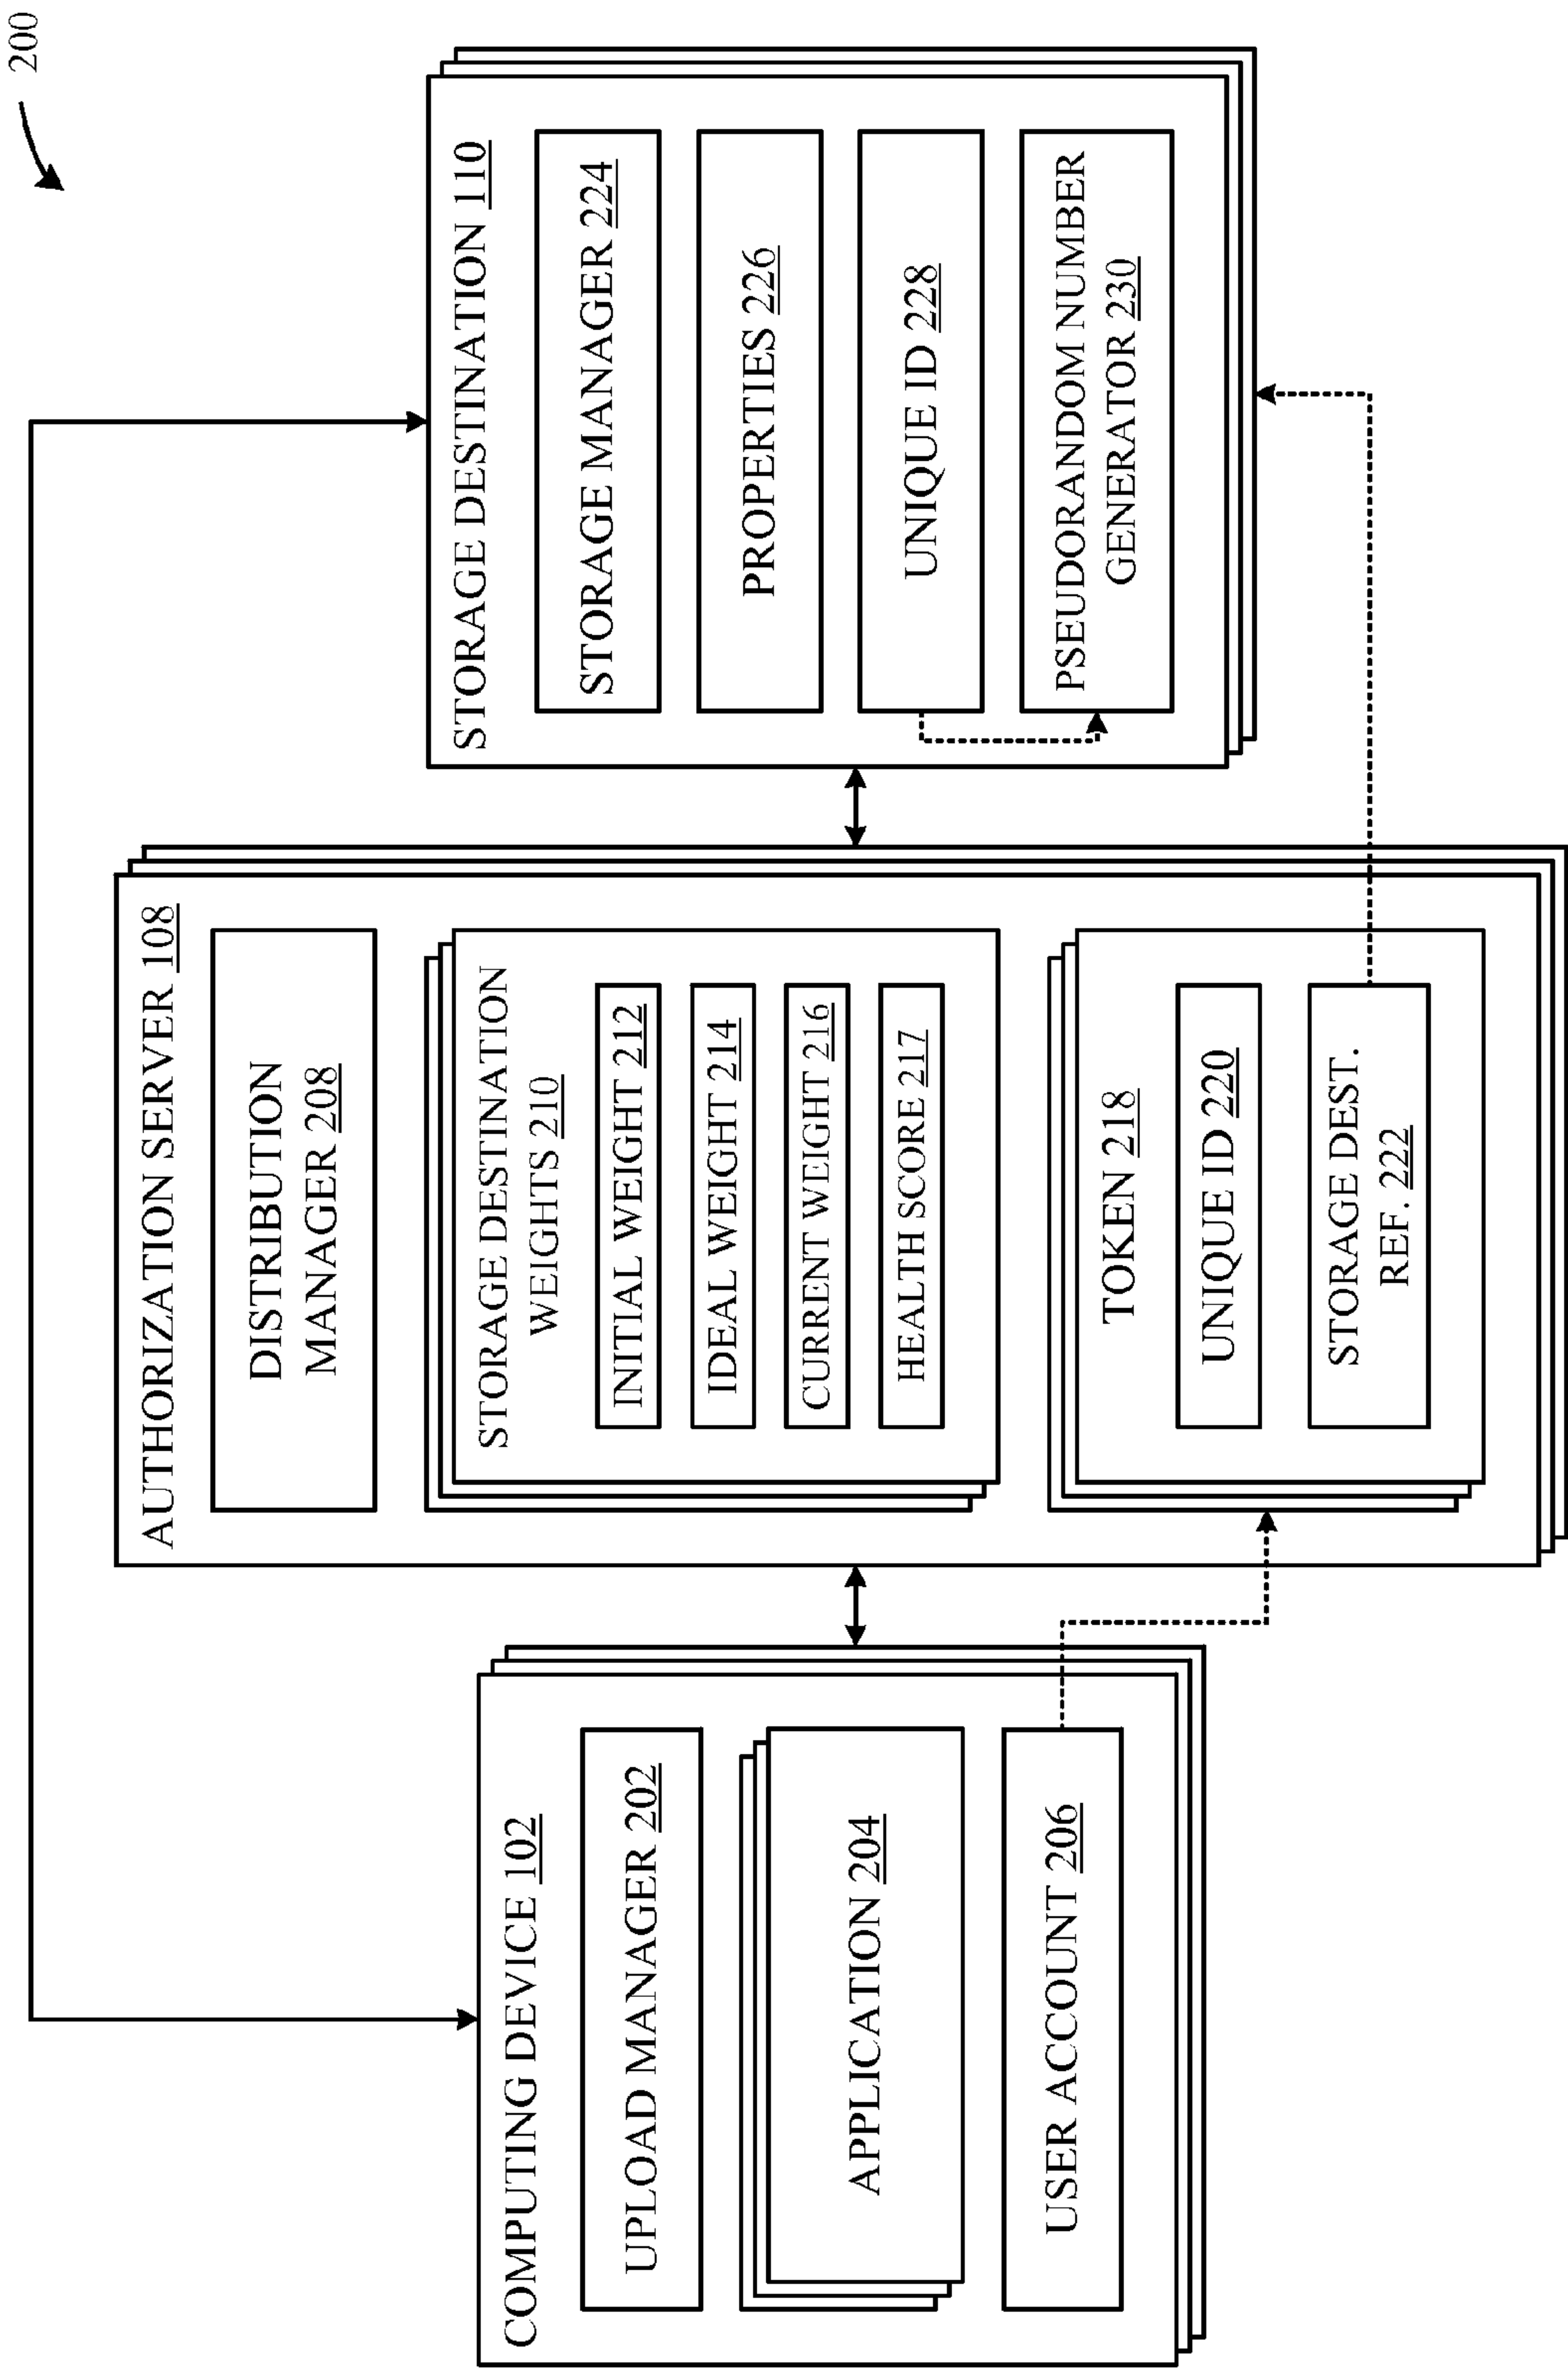 200
COMPUTING DEVICE 102
UPLOAD MANAGER 202
APPLICATION 204
USER ACCOUNT 206
AUTHORIZATION SERVER 108
DISTRIBUTION
MANAGER 208
STORAGE DESTINATION
WEIGHTS 210
INITIAL WEIGHT 212
IDEAL WEIGHT 214
CURRENT WEIGHT 216
HEALTH SCORE 217
TOKEN 218
UNIQUE ID 220
STORAGE DEST.
REF. 222
STORAGE DESTINATION 110
STORAGE MANAGER 224
PROPERTIES 226
UNIQUE ID 228
PSEUDORANDOM NUMBER
GENERATOR 230